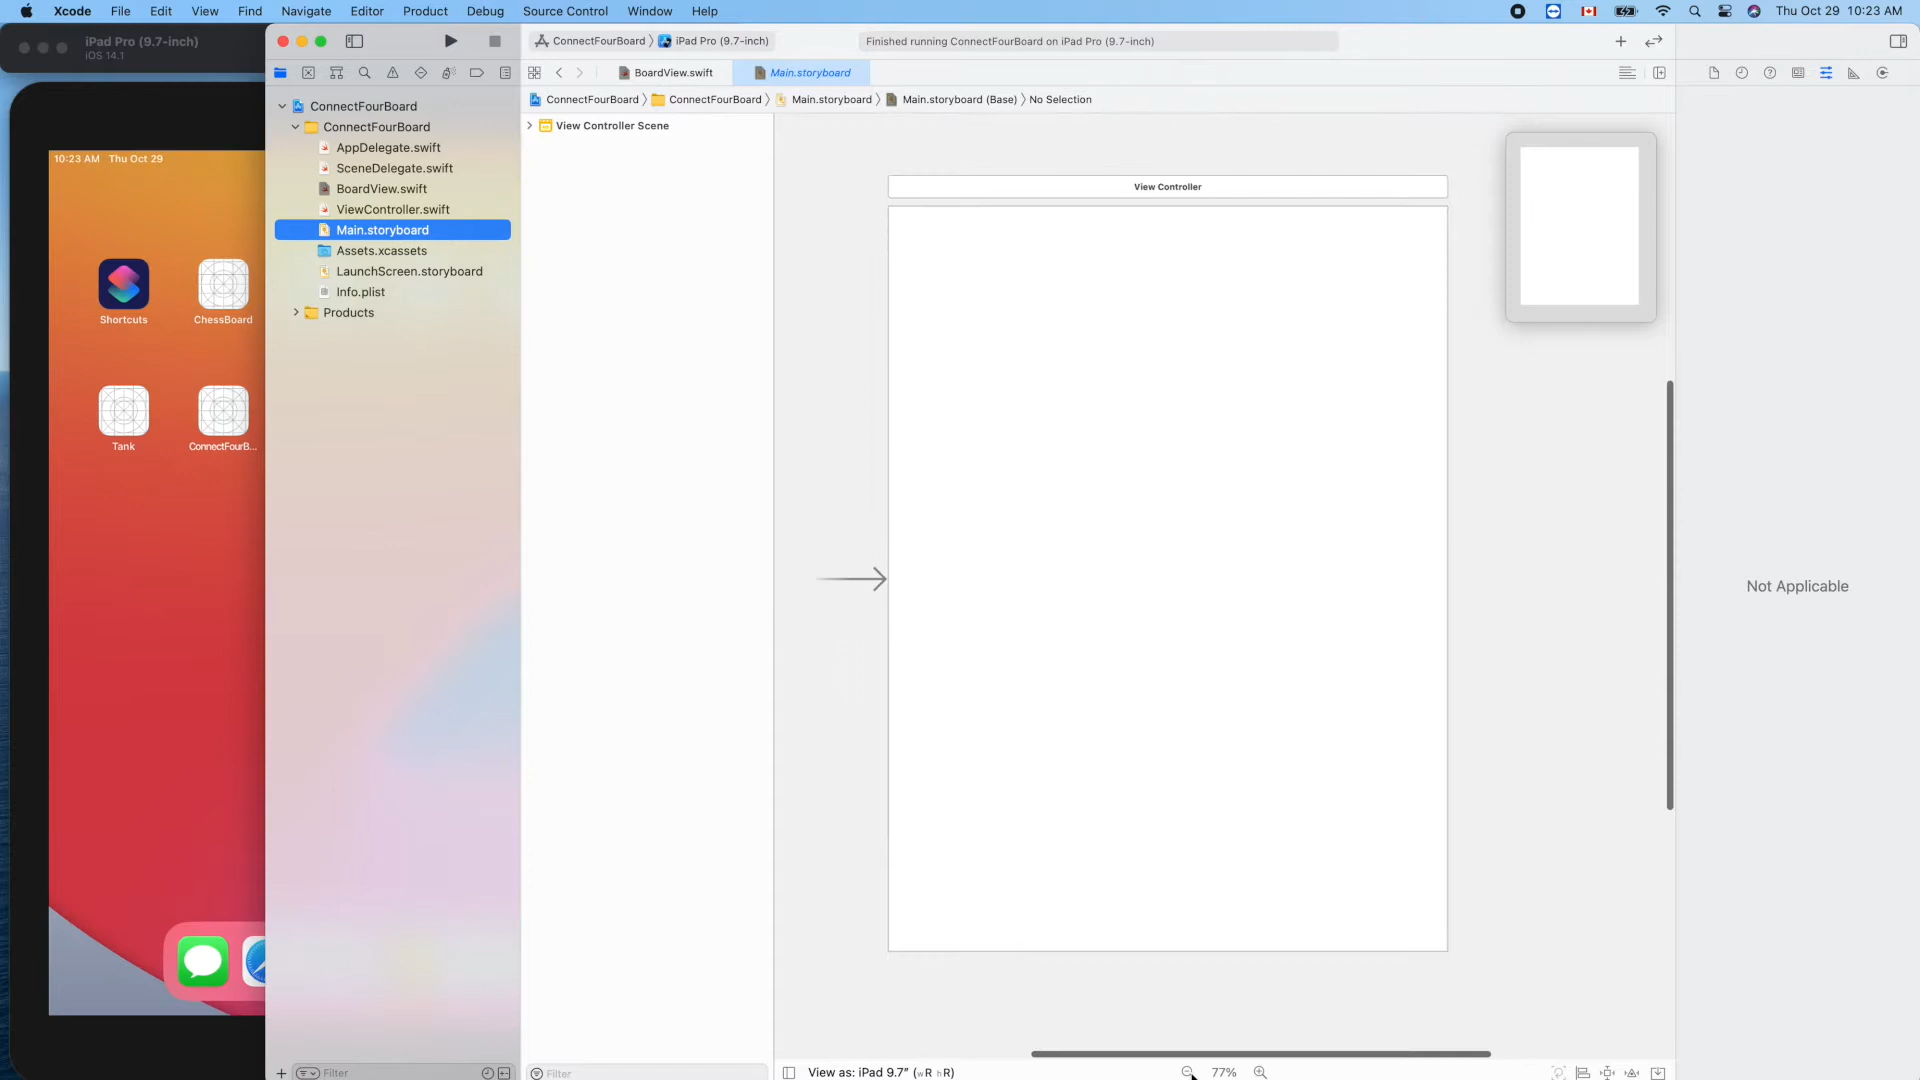 Xcode File Edit View Find Navigate Editor Product Debug Source Control Window Help Thu Oct 29 10:23 AM
iPad Pro (9.7-inch)
iOS 14.1
ConnectFourBoard iPad Pro (9.7-inch) Finished running ConnectFourBoard on iPad Pro (9.7-inch)
BoardView.swift Main.storyboard
ConnectFourBoard ConnectFourBoard Main.storyboard Main.storyboard (Base) No Selection
ConnectFourBoard
ConnectFourBoard
AppDelegate.swift
SceneDelegate.swift
BoardView.swift
ViewController.swift
Main.storyboard
Assets.xcassets
LaunchScreen.storyboard
Info.plist
Products
View Controller Scene
View Controller
10:23 AM Thu Oct 29
Shortcuts ChessBoard
Tank ConnectFourB...
Not Applicable
Filter
Filter
View as: iPad 9.7" (wR hR)
77%